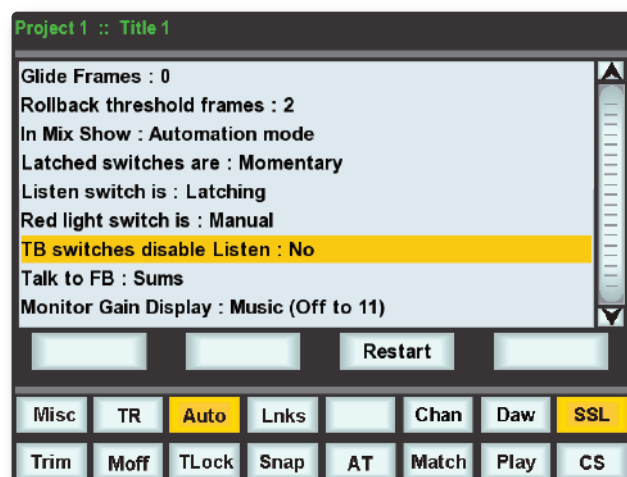 Project 1 :: Title 1
Glide Frames : 0
Rollback threshold frames : 2
In Mix Show : Automation mode
Latched switches are : Momentary
Listen switch is : Latching
Red light switch is : Manual
TB switches disable Listen : No
Talk to FB : Sums
Monitor Gain Display : Music (Off to 11)
Restart
Misc TR Auto Lnks Chan Daw SSL
Trim Moff TLock Snap AT Match Play CS